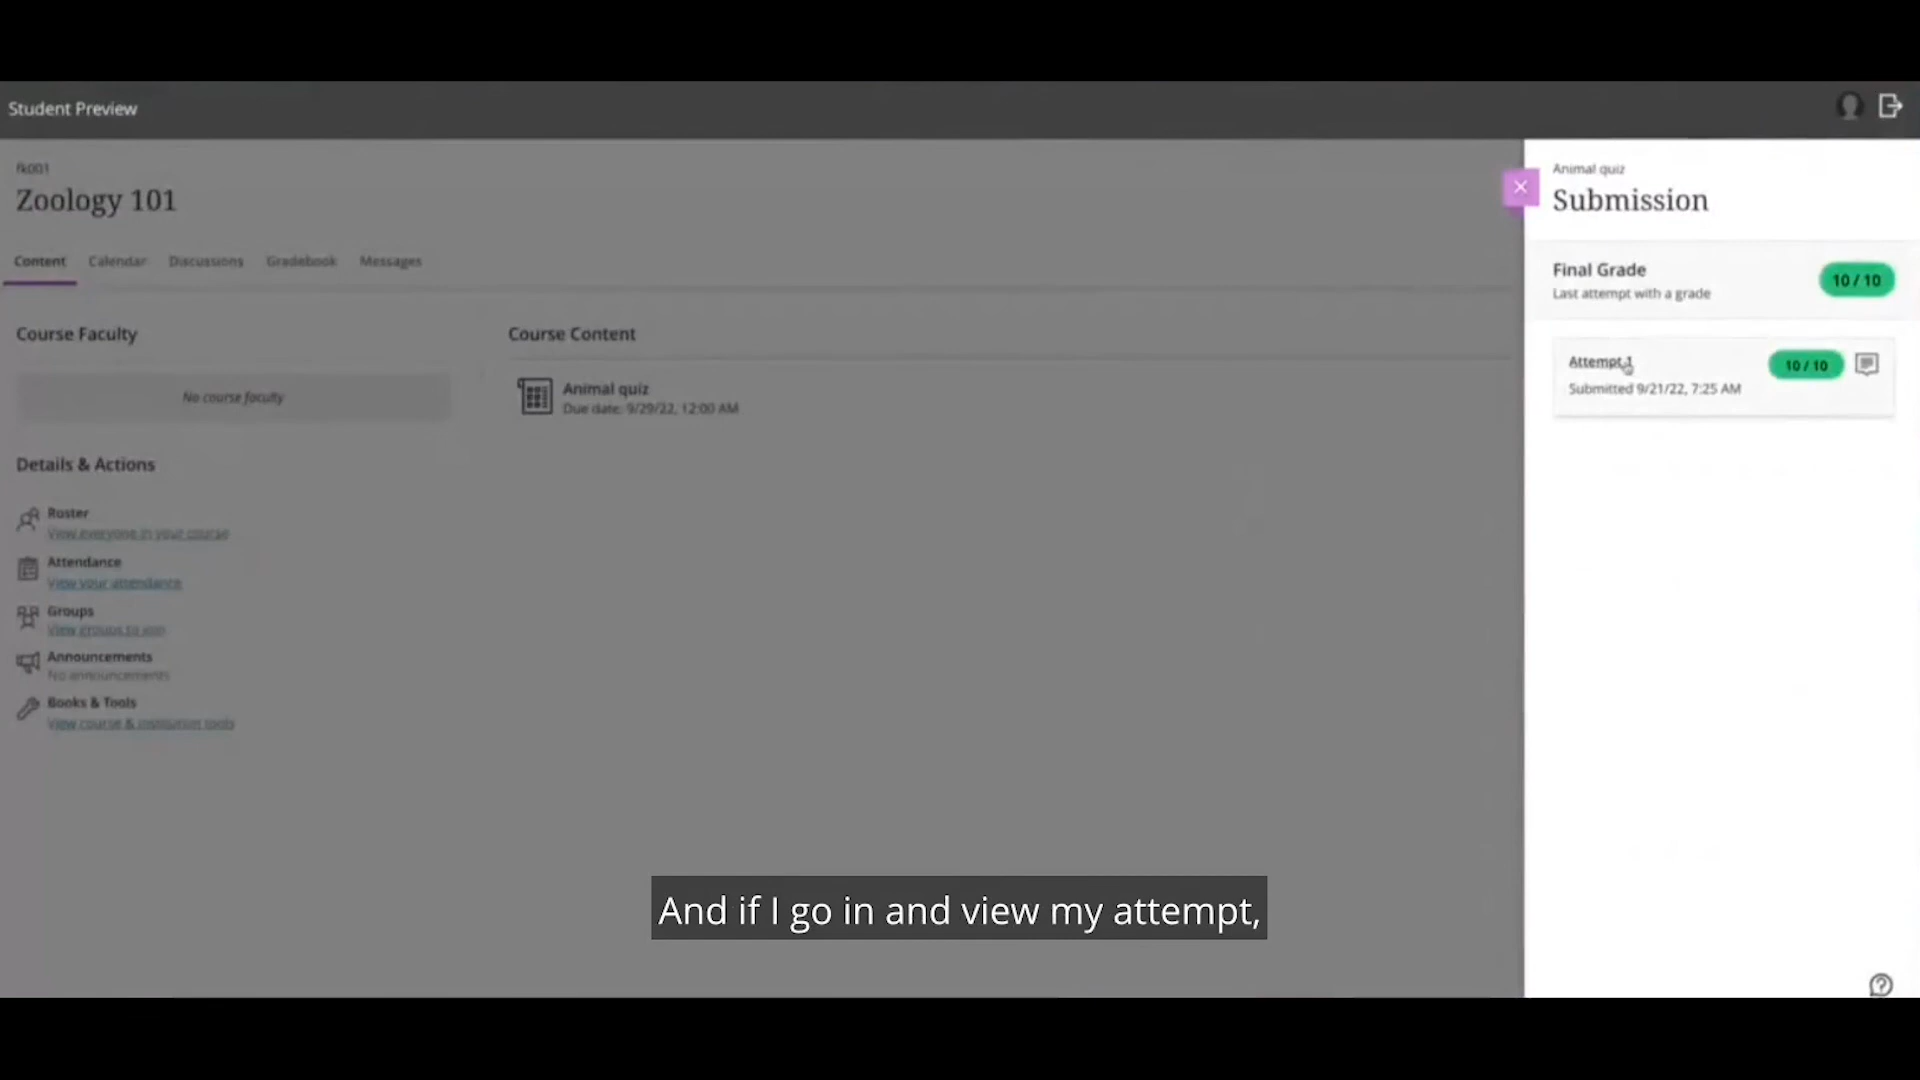 Student Preview
fk001
Zoology 101
Content Calendar Discussions Gradebook Messages
Course Faculty
No course faculty
Details & Actions
Roster
View everyone in your course
Attendance
View your attendance
Groups
View groups to join
Announcements
No announcements
Books & Tools
View course & institution tools
Course Content
Animal quiz
Due date: 9/29/22, 12:00 AM
Animal quiz
Submission
Final Grade
Last attempt with a grade
10 / 10
Attempt 1
10 / 10
Submitted 9/21/22, 7:25 AM
And if I go in and view my attempt,